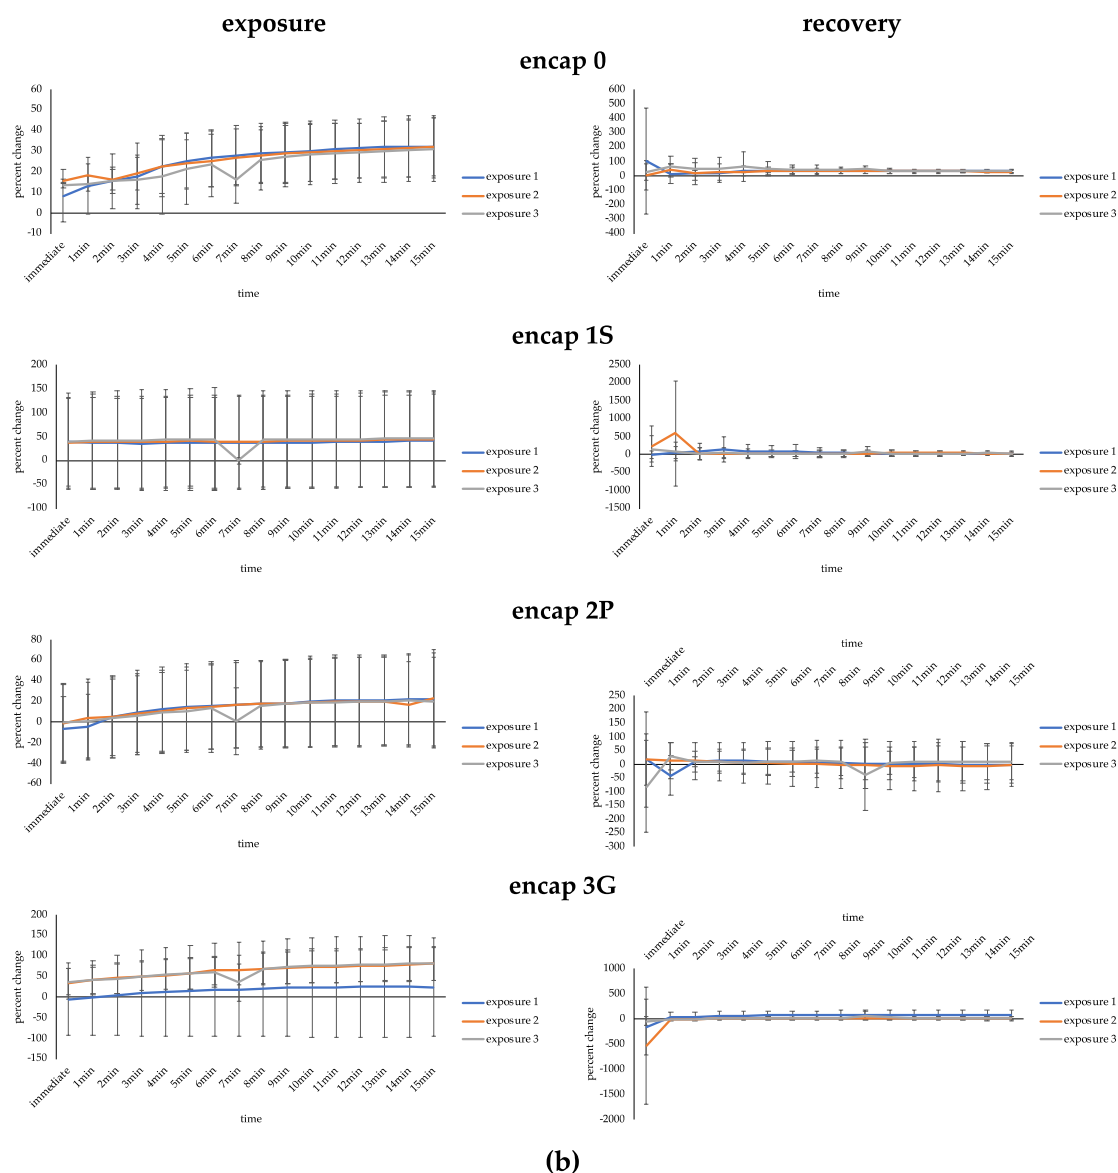 exposure recovery
encap 0
percent change
60
50
40
30
20
10
0
-10
immediate 1min 2min 3min 4min 5min 6min 7min 8min 9min 10min 11min 12min 13min 14min 15min
time
exposure 1
exposure 2
exposure 3
percent change
600
500
400
300
200
100
0
-100
-200
-300
-400
immediate 1min 2min 3min 4min 5min 6min 7min 8min 9min 10min 11min 12min 13min 14min 15min
time
exposure 1
exposure 2
exposure 3
encap 1S
percent change
200
150
100
50
0
-50
-100
immediate 1min 2min 3min 4min 5min 6min 7min 8min 9min 10min 11min 12min 13min 14min 15min
time
exposure 1
exposure 2
exposure 3
percent change
2500
2000
1500
1000
500
0
-500
-1000
-1500
immediate 1min 2min 3min 4min 5min 6min 7min 8min 9min 10min 11min 12min 13min 14min 15min
time
exposure 1
exposure 2
exposure 3
encap 2P
percent change
80
60
40
20
0
-20
-40
-60
immediate 1min 2min 3min 4min 5min 6min 7min 8min 9min 10min 11min 12min 13min 14min 15min
time
exposure 1
exposure 2
exposure 3
time
immediate 1min 2min 3min 4min 5min 6min 7min 8min 9min 10min 11min 12min 13min 14min 15min
percent change
250
200
150
100
50
0
-50
-100
-150
-200
-250
-300
exposure 1
exposure 2
exposure 3
encap 3G
percent change
200
150
100
50
0
-50
-100
-150
immediate 1min 2min 3min 4min 5min 6min 7min 8min 9min 10min 11min 12min 13min 14min 15min
time
exposure 1
exposure 2
exposure 3
time
immediate 1min 2min 3min 4min 5min 6min 7min 8min 9min 10min 11min 12min 13min 14min 15min
percent change
1000
500
0
-500
-1000
-1500
-2000
exposure 1
exposure 2
exposure 3
(b)